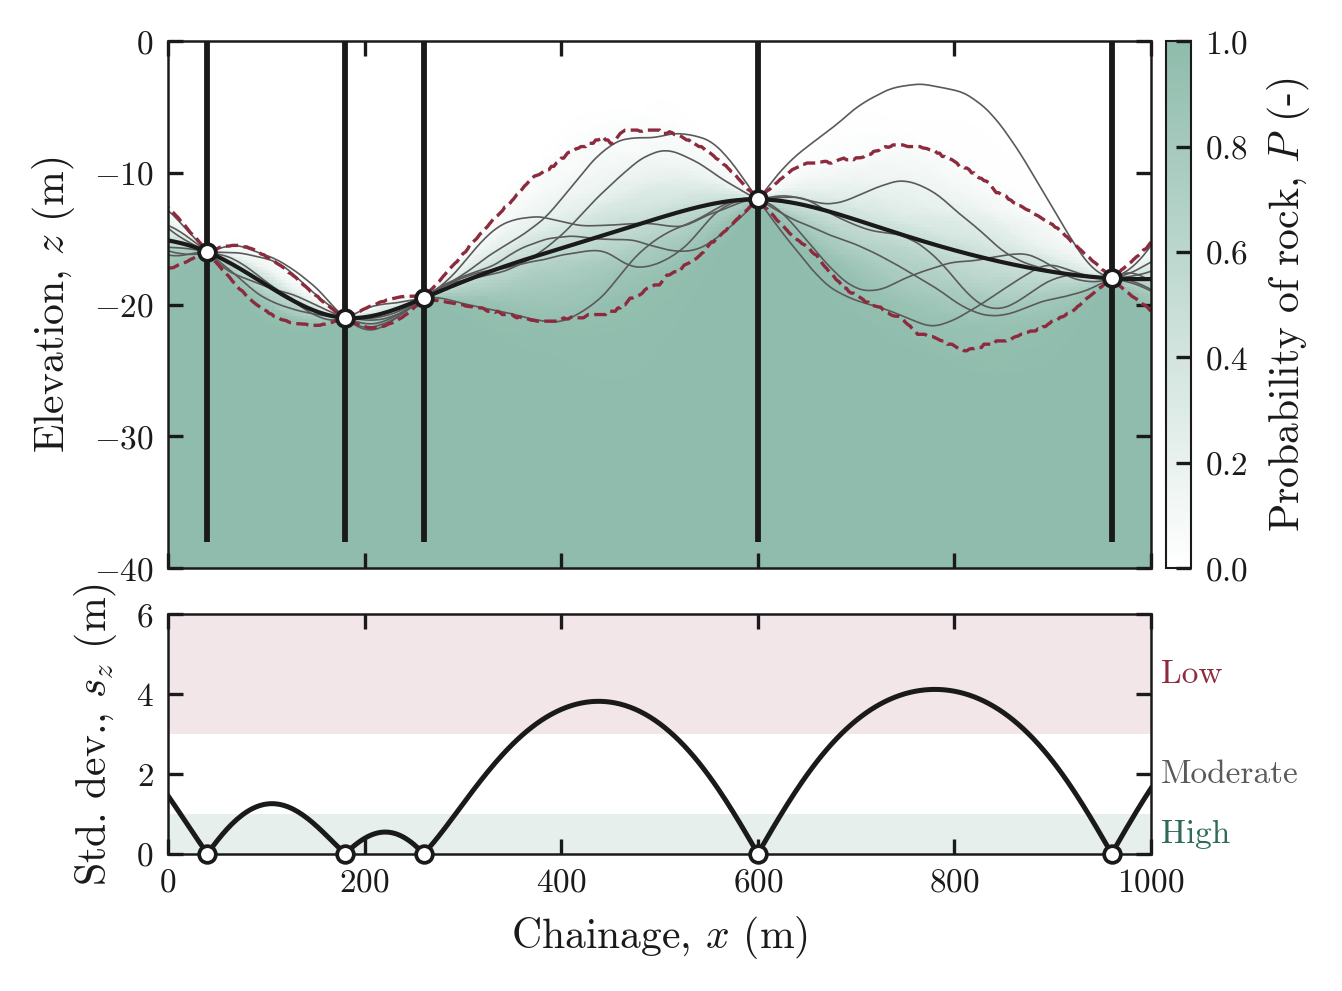 0
−10
−20
−30
−40
Elevation, z (m)
1.0
0.8
0.6
0.4
0.2
0.0
Probability of rock, P (-)
6
4
2
0
Std. dev., s_z (m)
Low
Moderate
High
0 200 400 600 800 1000
Chainage, x (m)